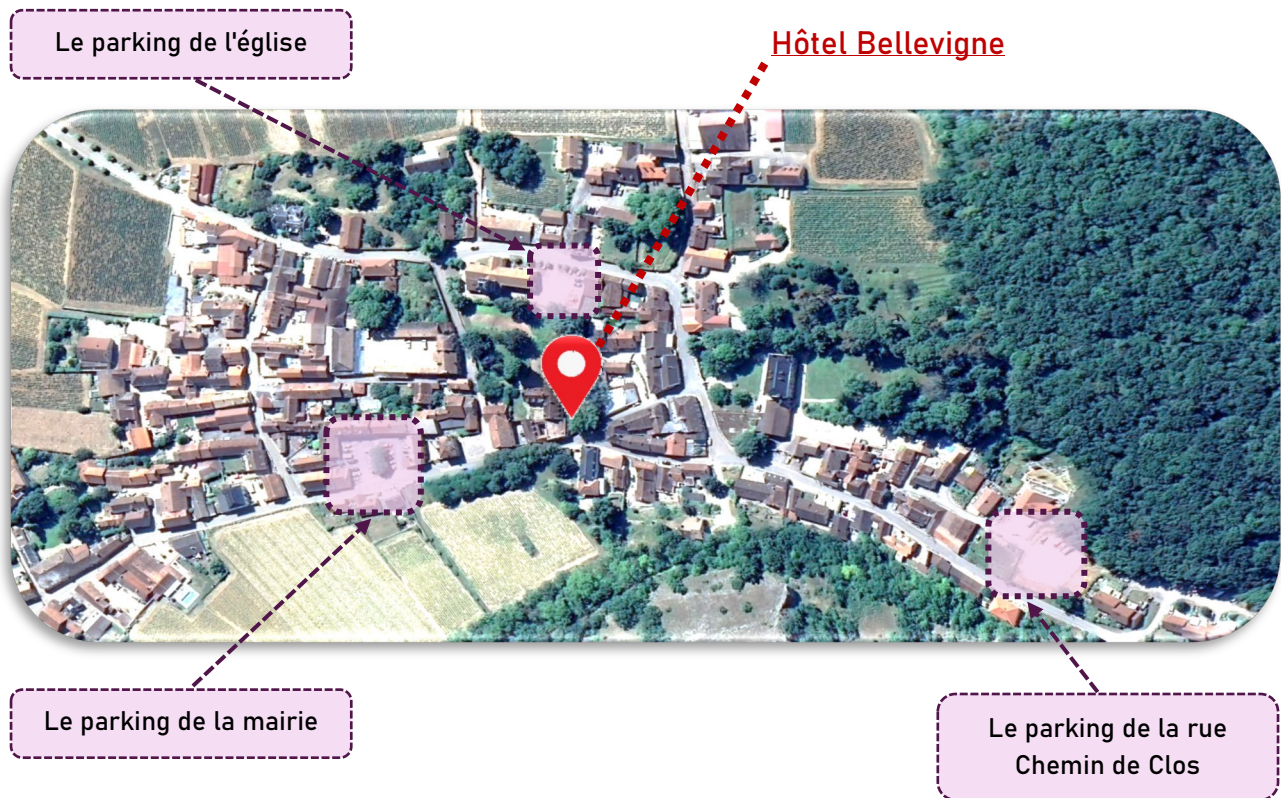 Le parking de l'église
Hôtel Bellevigne
Le parking de la mairie
Le parking de la rue
Chemin de Clos